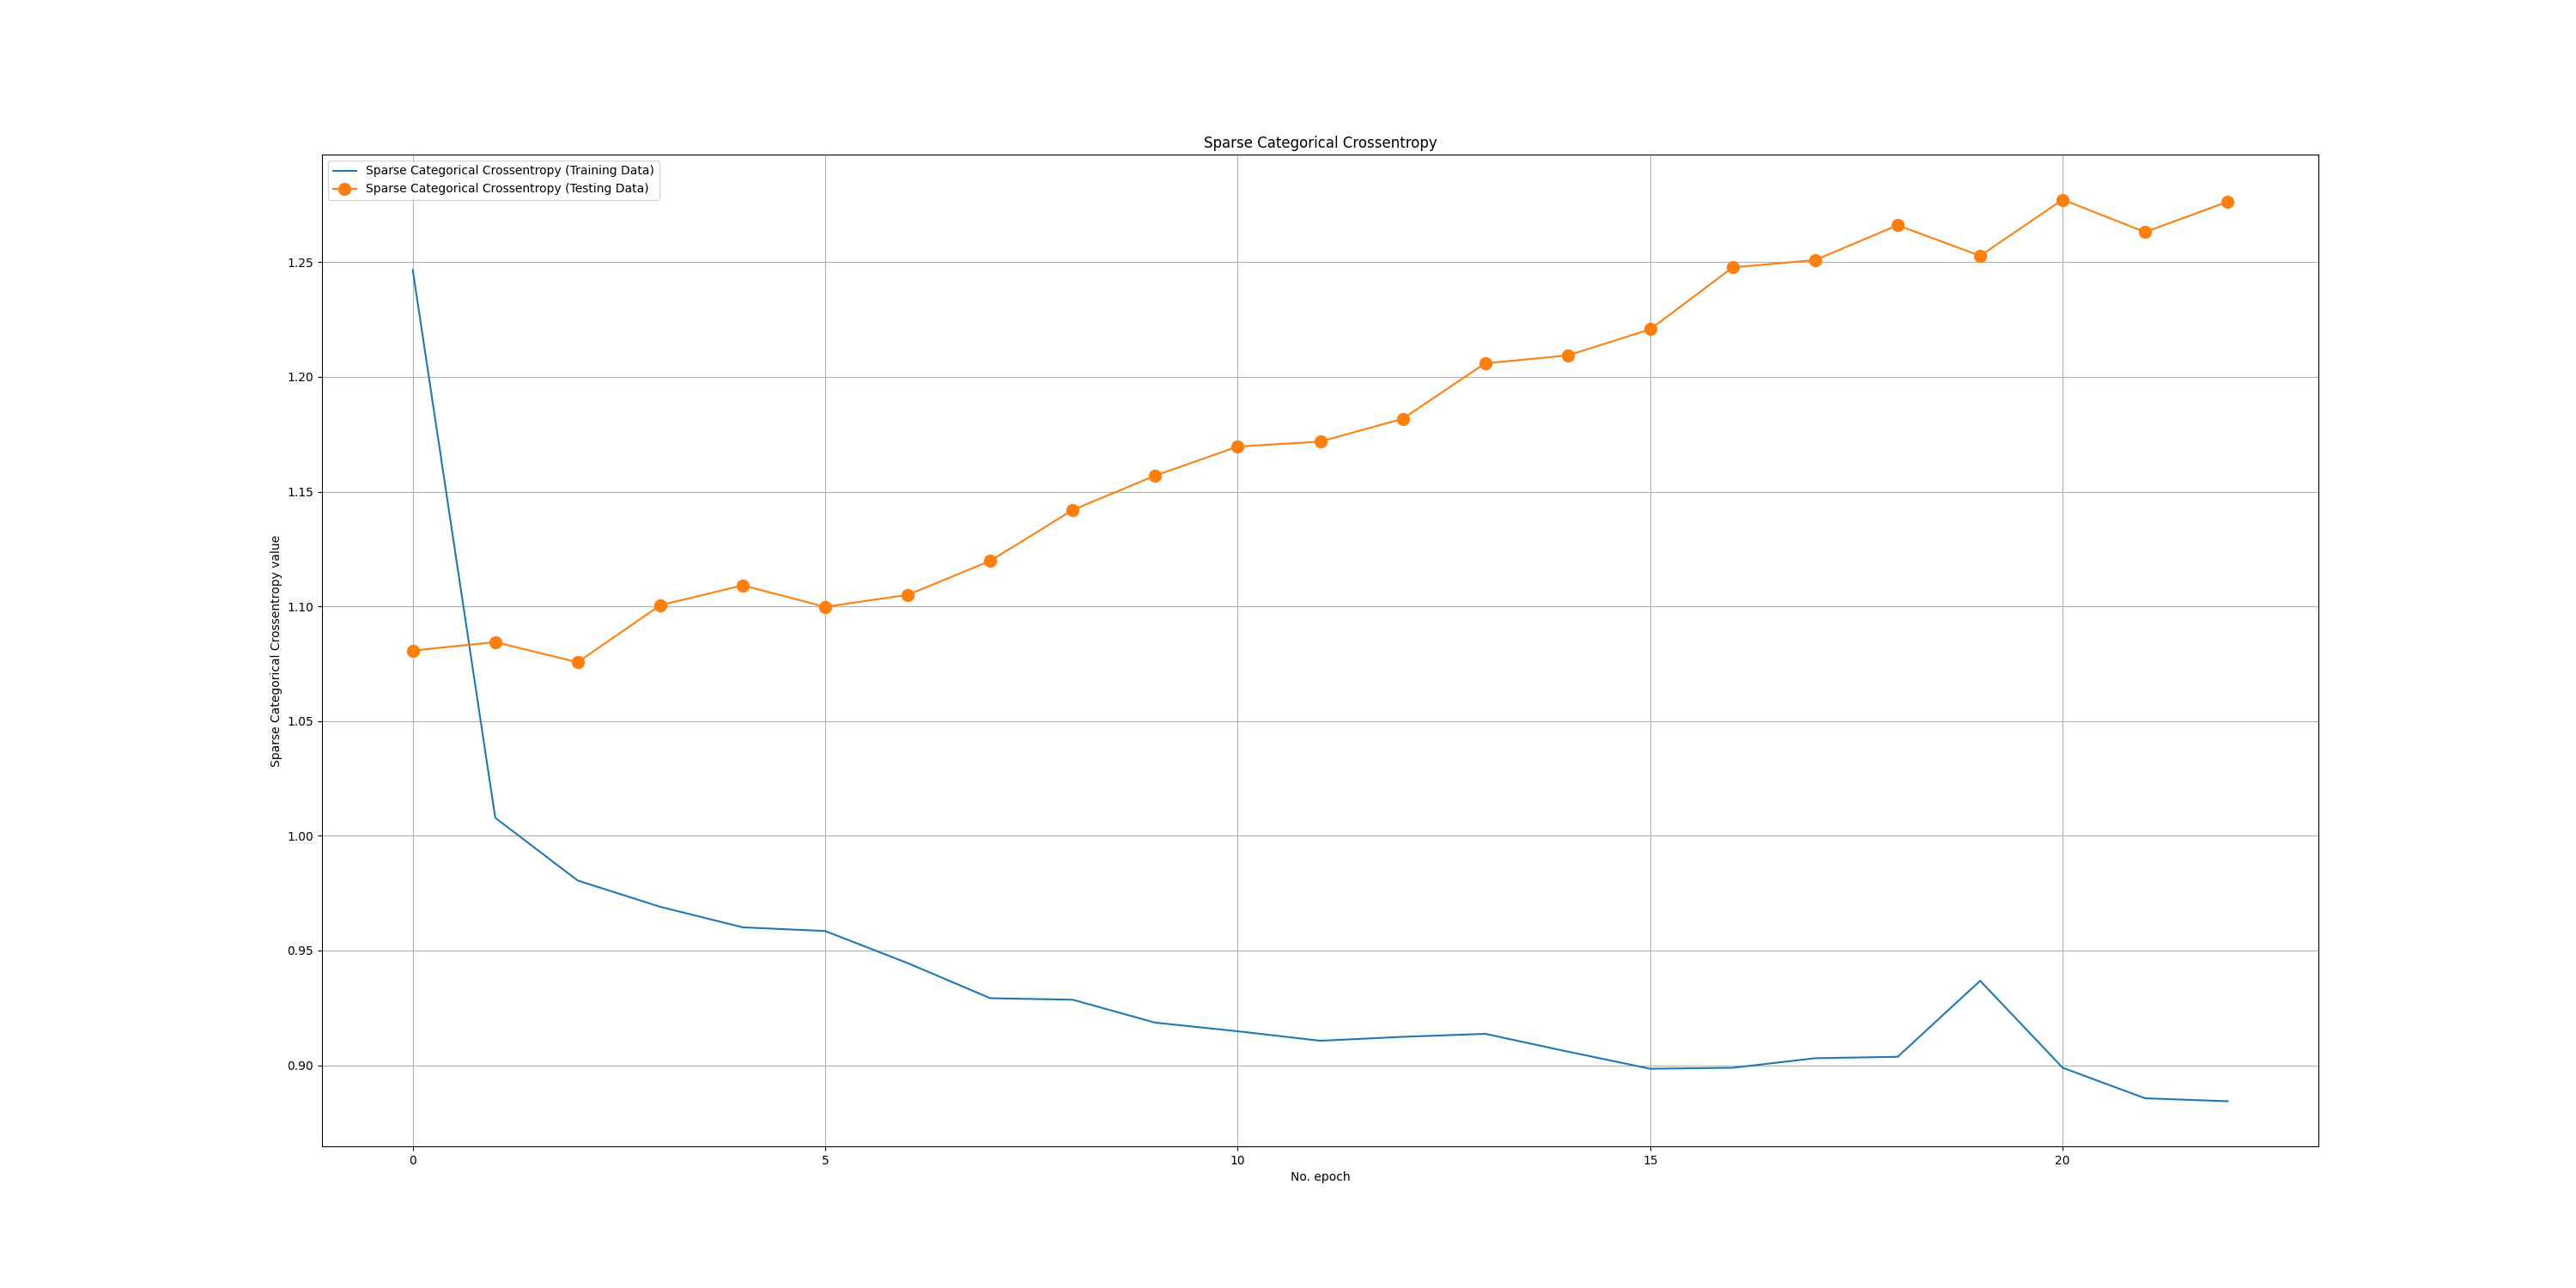 Sparse Categorical Crossentropy
Sparse Categorical Crossentropy (Training Data)
Sparse Categorical Crossentropy (Testing Data)
Sparse Categorical Crossentropy value
1.25
1.20
1.15
1.10
1.05
1.00
0.95
0.90
0 5 10 15 20
No. epoch